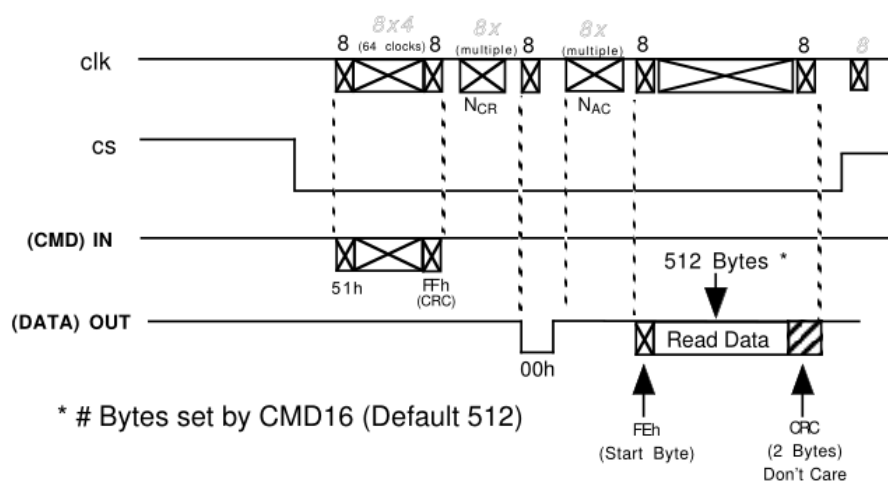 8x4 8x 8x
8 (64 clocks) 8 (multiple) 8 (multiple) 8 8 8
clk
NCR NAC
cs
(CMD) IN
51h FFh
(CRC)
512 Bytes *
(DATA) OUT
Read Data
00h
* # Bytes set by CMD16 (Default 512)
FEh
(Start Byte)
CRC
(2 Bytes)
Don't Care